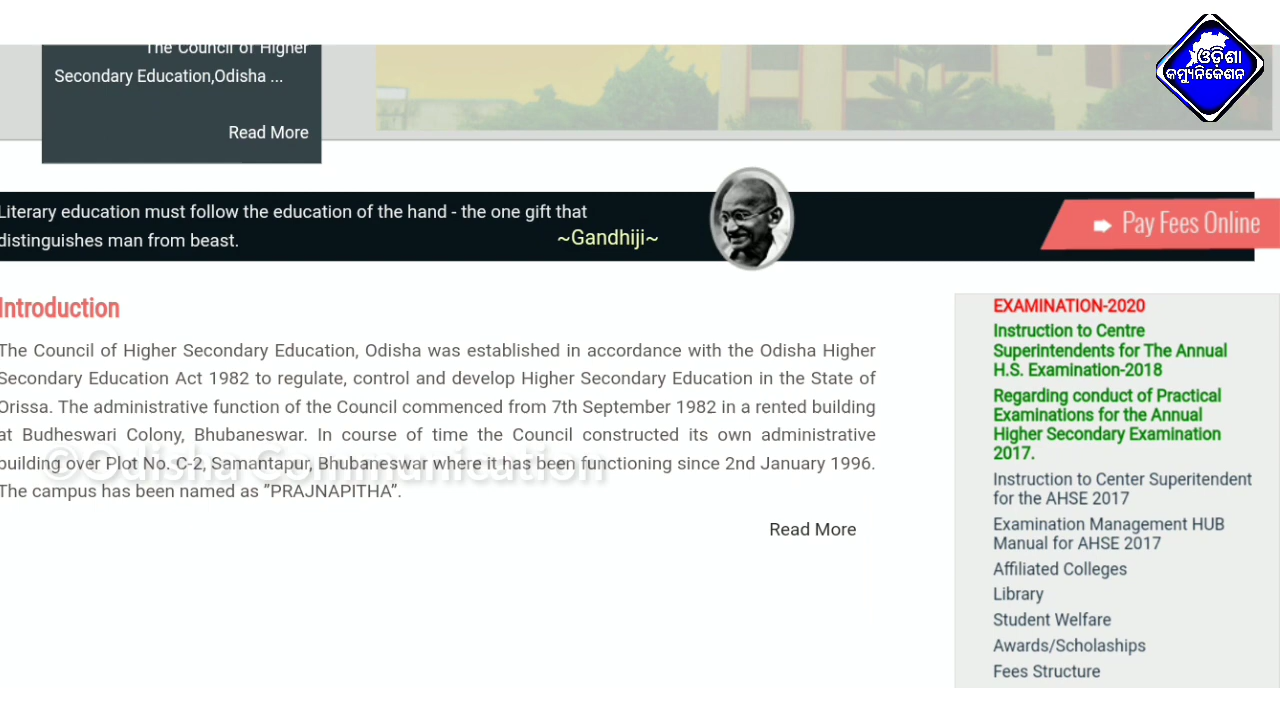 The Council of Higher
Secondary Education,Odisha ...
Read More
ଓଡ଼ିଶା
କମ୍ୟୁନିକେଶନ
Literary education must follow the education of the hand - the one gift that
distinguishes man from beast.
~Gandhiji~
Pay Fees Online
Introduction
The Council of Higher Secondary Education, Odisha was established in accordance with the Odisha Higher
Secondary Education Act 1982 to regulate, control and develop Higher Secondary Education in the State of
Orissa. The administrative function of the Council commenced from 7th September 1982 in a rented building
at Budheswari Colony, Bhubaneswar. In course of time the Council constructed its own administrative
building over Plot No. C-2, Samantapur, Bhubaneswar where it has been functioning since 2nd January 1996.
The campus has been named as ”PRAJNAPITHA”.
Read More
©Odisha Communication
EXAMINATION-2020
Instruction to Centre
Superintendents for The Annual
H.S. Examination-2018
Regarding conduct of Practical
Examinations for the Annual
Higher Secondary Examination
2017.
Instruction to Center Superitendent
for the AHSE 2017
Examination Management HUB
Manual for AHSE 2017
Affiliated Colleges
Library
Student Welfare
Awards/Scholaships
Fees Structure